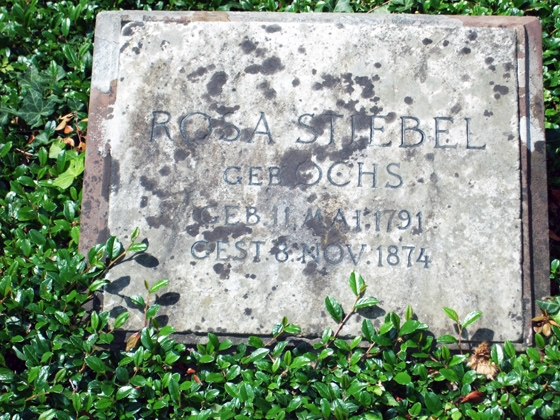 ROSA STIEBEL
GEB. OCHS
GEB. 11. MAI 1791
GEST. 8. NOV. 1874